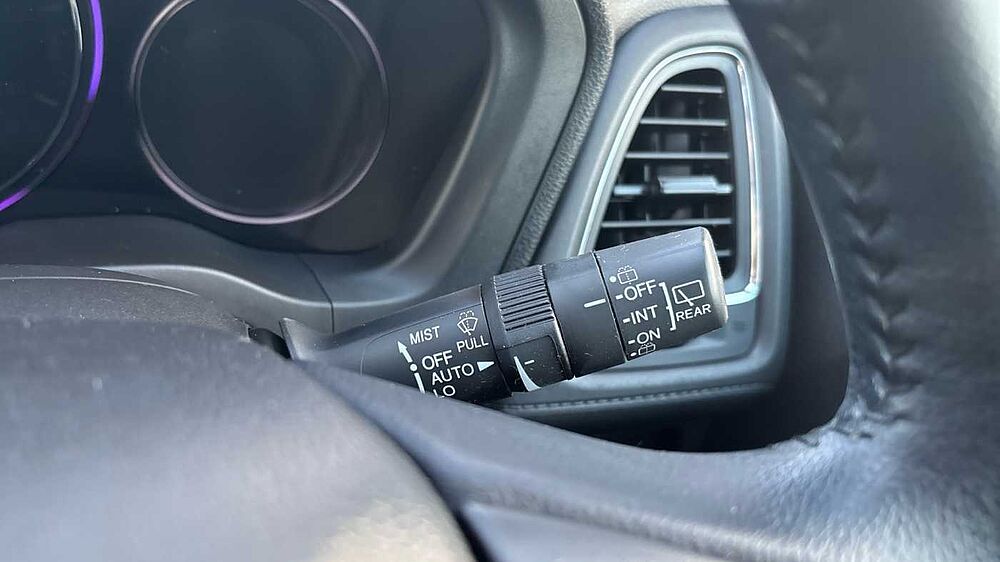 MIST
PULL
OFF
AUTO
LO
-OFF
-INT
-ON
REAR